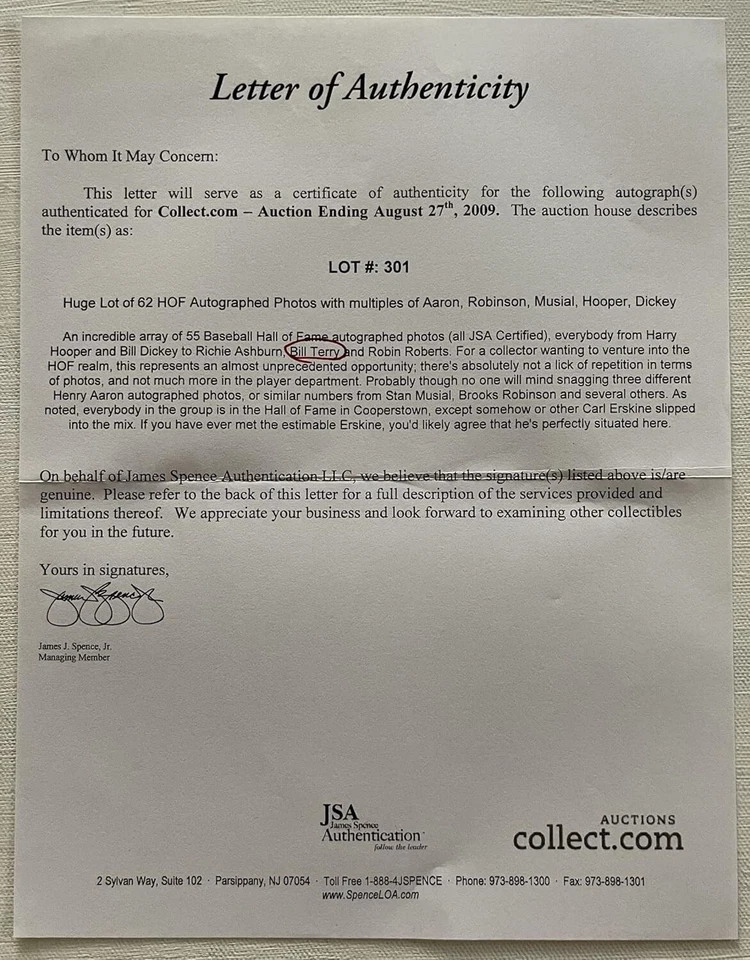 Letter of Authenticity
To Whom It May Concern:
This letter will serve as a certificate of authenticity for the following autograph(s)
authenticated for Collect.com – Auction Ending August 27th, 2009. The auction house describes
the item(s) as:
LOT #: 301
Huge Lot of 62 HOF Autographed Photos with multiples of Aaron, Robinson, Musial, Hooper, Dickey
An incredible array of 55 Baseball Hall of Fame autographed photos (all JSA Certified), everybody from Harry
Hooper and Bill Dickey to Richie Ashburn, Bill Terry and Robin Roberts. For a collector wanting to venture into the
HOF realm, this represents an almost unprecedented opportunity; there's absolutely not a lick of repetition in terms
of photos, and not much more in the player department. Probably though no one will mind snagging three different
Henry Aaron autographed photos, or similar numbers from Stan Musial, Brooks Robinson and several others. As
noted, everybody in the group is in the Hall of Fame in Cooperstown, except somehow or other Carl Erskine slipped
into the mix. If you have ever met the estimable Erskine, you'd likely agree that he's perfectly situated here.
On behalf of James Spence Authentication LLC, we believe that the signature(s) listed above is/are
genuine. Please refer to the back of this letter for a full description of the services provided and
limitations thereof. We appreciate your business and look forward to examining other collectibles
for you in the future.
Yours in signatures,
James J. Spence, Jr.
Managing Member
JSA
James Spence
Authentication
follow the leader
AUCTIONS
collect.com
2 Sylvan Way, Suite 102 · Parsippany, NJ 07054 · Toll Free 1-888-4JSPENCE · Phone: 973-898-1300 · Fax: 973-898-1301
www.SpenceLOA.com